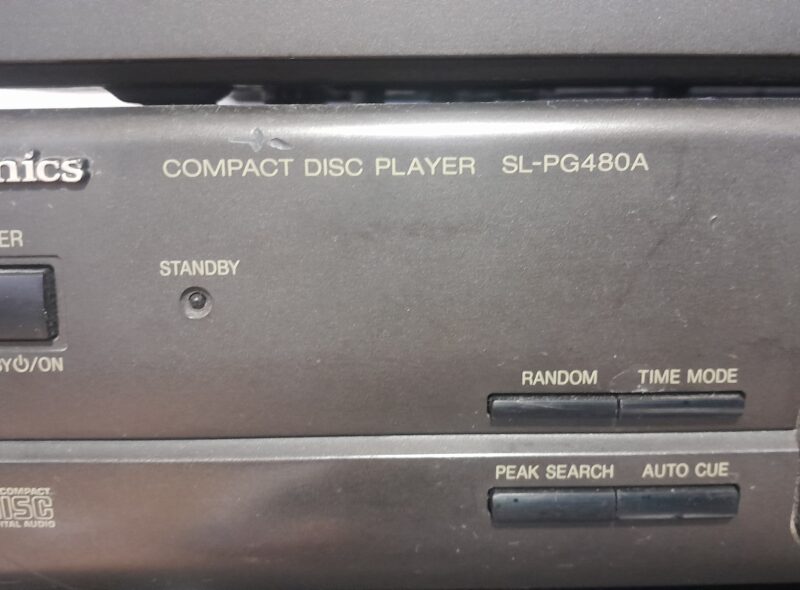 nics
COMPACT DISC PLAYER SL-PG480A
ER
STANDBY
BY⏻/ON
RANDOM TIME MODE
PEAK SEARCH AUTO CUE
COMPACT
DISC
ITAL AUDIO